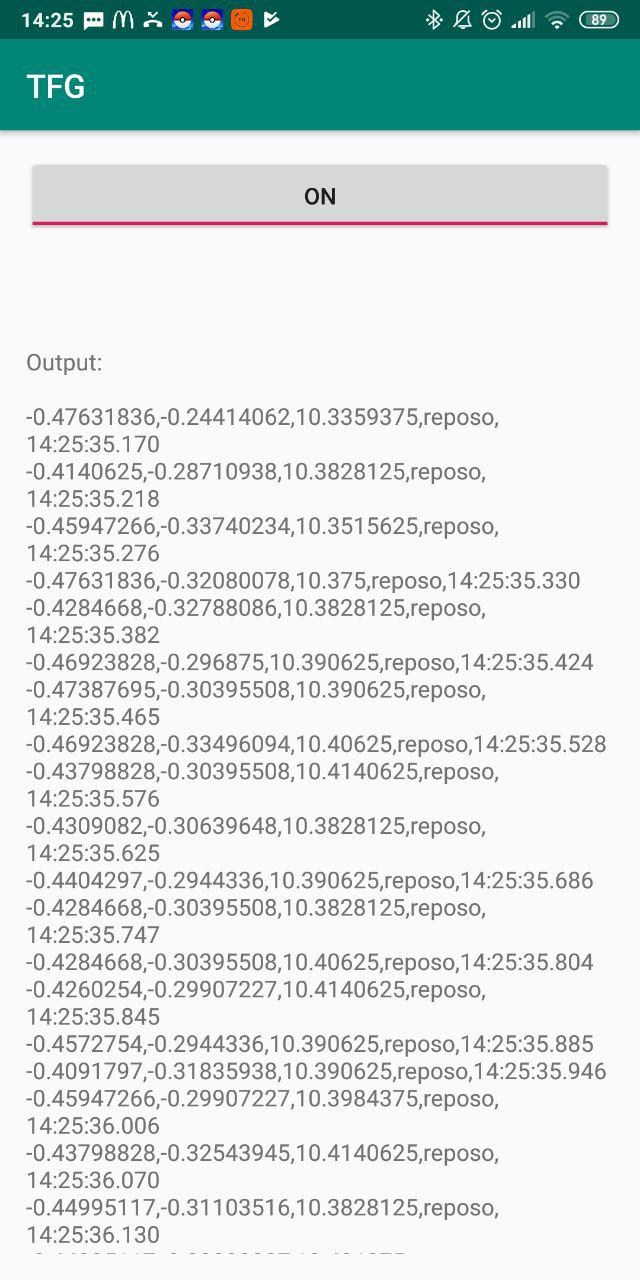 14:25
89
TFG
ON
Output:
-0.47631836,-0.24414062,10.3359375,reposo,
14:25:35.170
-0.4140625,-0.28710938,10.3828125,reposo,
14:25:35.218
-0.45947266,-0.33740234,10.3515625,reposo,
14:25:35.276
-0.47631836,-0.32080078,10.375,reposo,14:25:35.330
-0.4284668,-0.32788086,10.3828125,reposo,
14:25:35.382
-0.46923828,-0.296875,10.390625,reposo,14:25:35.424
-0.47387695,-0.30395508,10.390625,reposo,
14:25:35.465
-0.46923828,-0.33496094,10.40625,reposo,14:25:35.528
-0.43798828,-0.30395508,10.4140625,reposo,
14:25:35.576
-0.4309082,-0.30639648,10.3828125,reposo,
14:25:35.625
-0.4404297,-0.2944336,10.390625,reposo,14:25:35.686
-0.4284668,-0.30395508,10.3828125,reposo,
14:25:35.747
-0.4284668,-0.30395508,10.40625,reposo,14:25:35.804
-0.4260254,-0.29907227,10.4140625,reposo,
14:25:35.845
-0.4572754,-0.2944336,10.390625,reposo,14:25:35.885
-0.4091797,-0.31835938,10.390625,reposo,14:25:35.946
-0.45947266,-0.29907227,10.3984375,reposo,
14:25:36.006
-0.43798828,-0.32543945,10.4140625,reposo,
14:25:36.070
-0.44995117,-0.31103516,10.3828125,reposo,
14:25:36.130